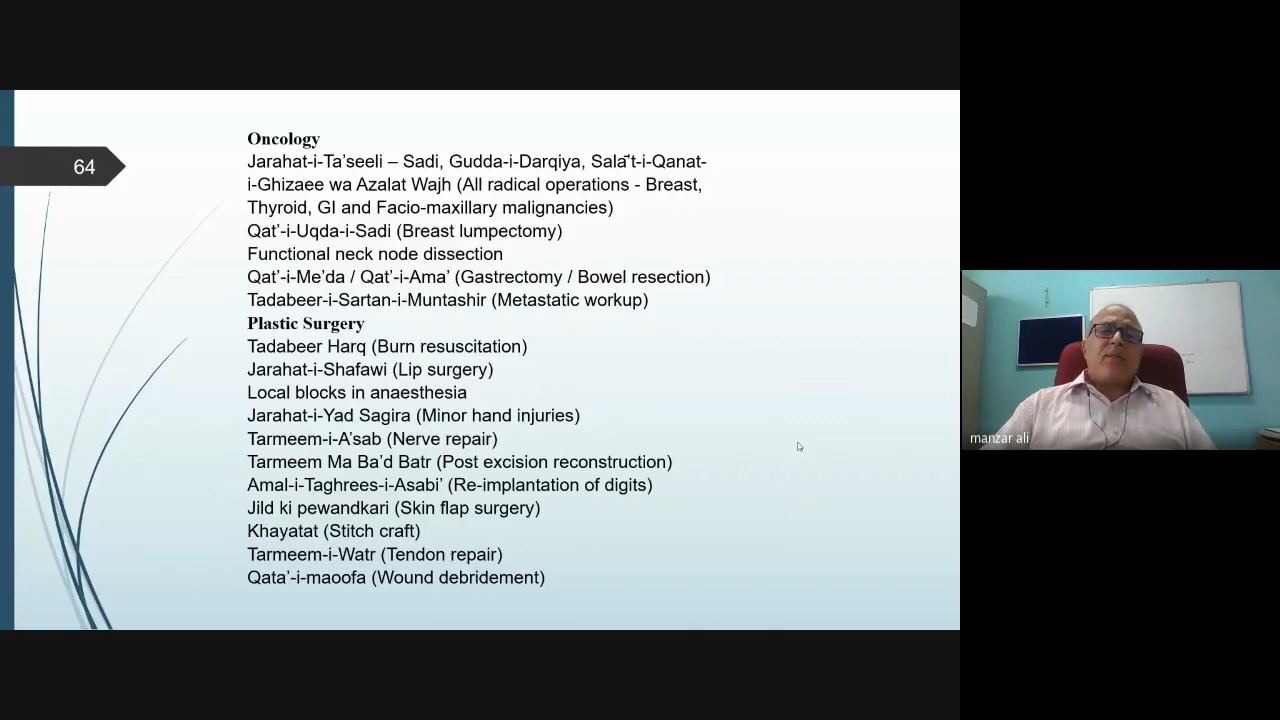 64
Oncology
Jarahat-i-Ta’seeli – Sadi, Gudda-i-Darqiya, Sala ̄’t-i-Qanat-
i-Ghizaee wa Azalat Wajh (All radical operations - Breast,
Thyroid, GI and Facio-maxillary malignancies)
Qat’-i-Uqda-i-Sadi (Breast lumpectomy)
Functional neck node dissection
Qat’-i-Me’da / Qat’-i-Ama’ (Gastrectomy / Bowel resection)
Tadabeer-i-Sartan-i-Muntashir (Metastatic workup)
Plastic Surgery
Tadabeer Harq (Burn resuscitation)
Jarahat-i-Shafawi (Lip surgery)
Local blocks in anaesthesia
Jarahat-i-Yad Sagira (Minor hand injuries)
Tarmeem-i-A’sab (Nerve repair)
Tarmeem Ma Ba’d Batr (Post excision reconstruction)
Amal-i-Taghrees-i-Asabi’ (Re-implantation of digits)
Jild ki pewandkari (Skin flap surgery)
Khayatat (Stitch craft)
Tarmeem-i-Watr (Tendon repair)
Qata’-i-maoofa (Wound debridement)
manzar ali